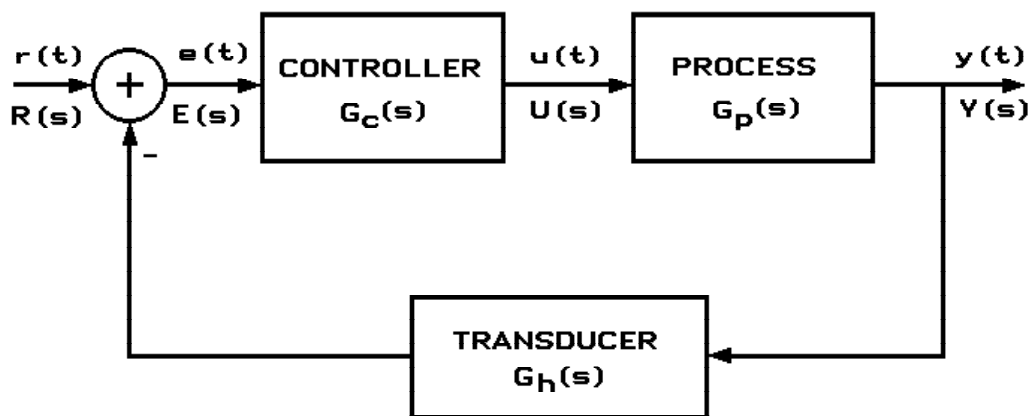 r(t)
R(s)
+
-
e(t)
E(s)
CONTROLLER
Gc(s)
u(t)
U(s)
PROCESS
Gp(s)
y(t)
Y(s)
TRANSDUCER
Gh(s)